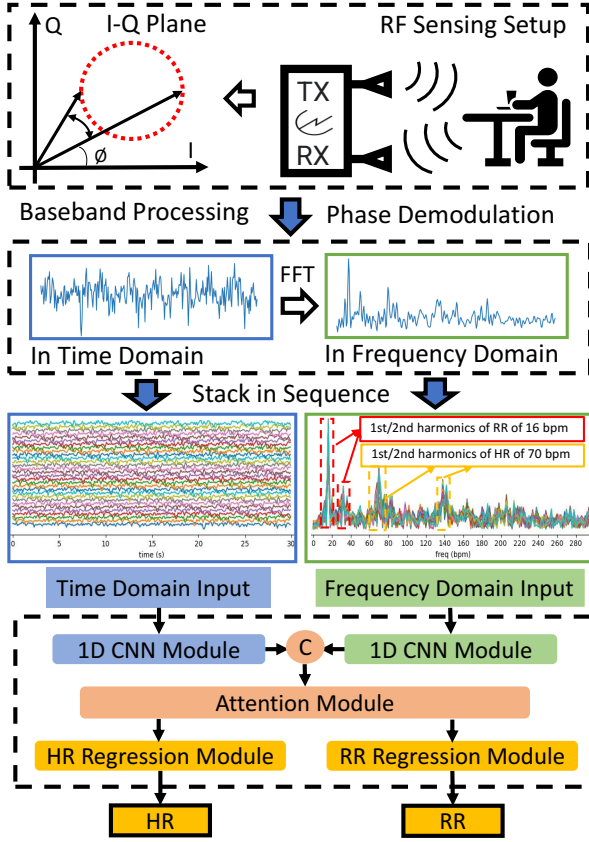 Q
I-Q Plane
RF Sensing Setup
TX
RX
I
Ø
Baseband Processing
Phase Demodulation
FFT
In Time Domain
In Frequency Domain
Stack in Sequence
1st/2nd harmonics of RR of 16 bpm
1st/2nd harmonics of HR of 70 bpm
0 5 10 15 20 25 30
time (s)
0 20 40 60 80 100 120 140 160 180 200 220 240 260 280
freq (bpm)
Time Domain Input
Frequency Domain Input
1D CNN Module
C
1D CNN Module
Attention Module
HR Regression Module
RR Regression Module
HR
RR